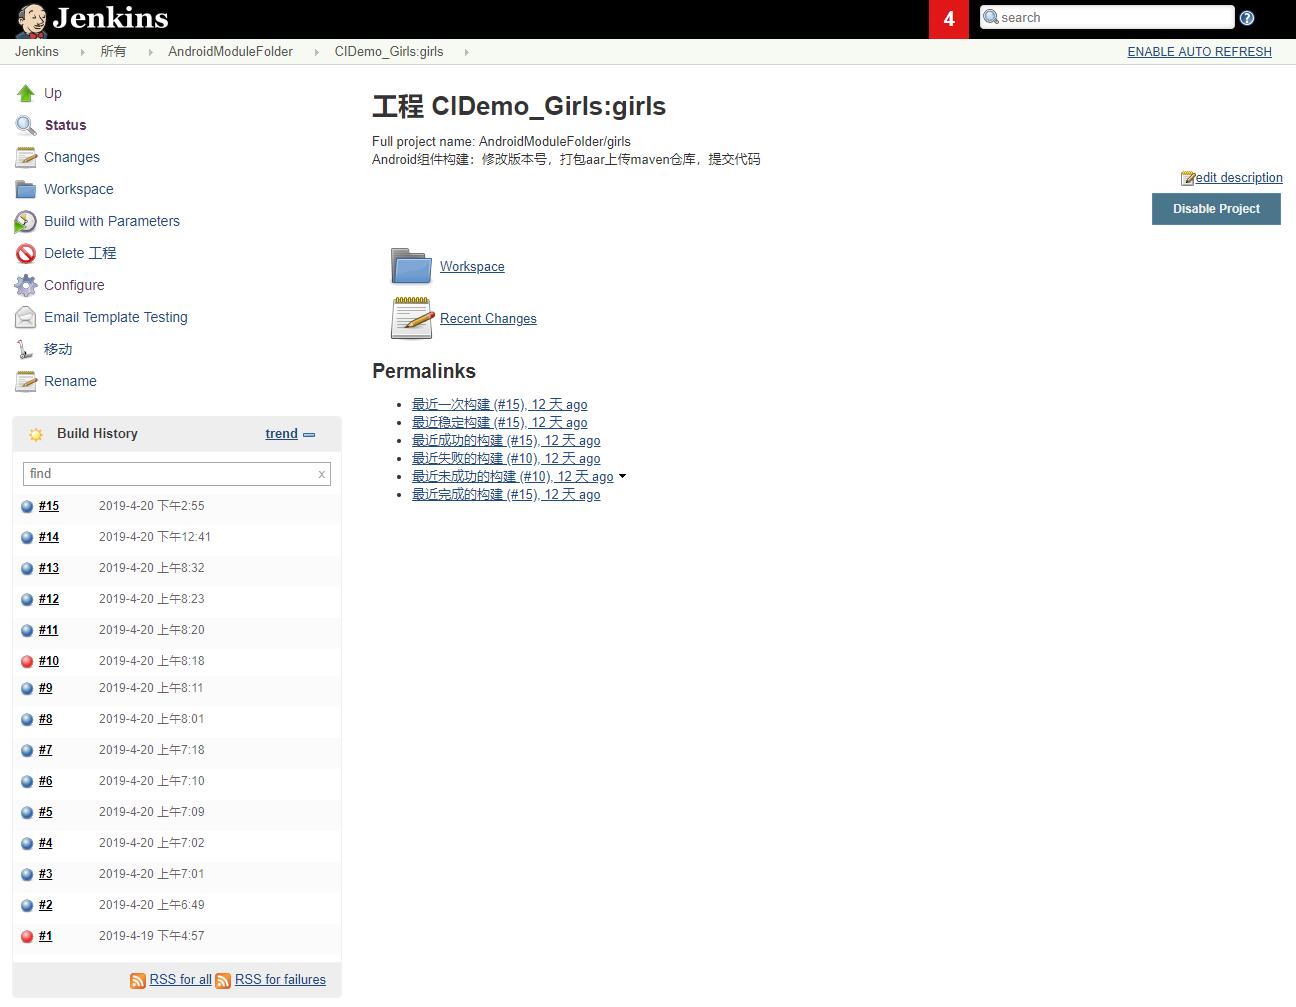 Jenkins
4
search
Jenkins
所有
AndroidModuleFolder
CIDemo_Girls:girls
ENABLE AUTO REFRESH
Up
Status
Changes
Workspace
Build with Parameters
Delete 工程
Configure
Email Template Testing
移动
Rename
工程 CIDemo_Girls:girls
Full project name: AndroidModuleFolder/girls
Android组件构建：修改版本号，打包aar上传maven仓库，提交代码
edit description
Disable Project
Workspace
Recent Changes
Permalinks
最近一次构建 (#15), 12 天 ago
最近稳定构建 (#15), 12 天 ago
最近成功的构建 (#15), 12 天 ago
最近失败的构建 (#10), 12 天 ago
最近未成功的构建 (#10), 12 天 ago
最近完成的构建 (#15), 12 天 ago
Build History
trend
find
x
#15 2019-4-20 下午2:55
#14 2019-4-20 下午12:41
#13 2019-4-20 上午8:32
#12 2019-4-20 上午8:23
#11 2019-4-20 上午8:20
#10 2019-4-20 上午8:18
#9 2019-4-20 上午8:11
#8 2019-4-20 上午8:01
#7 2019-4-20 上午7:18
#6 2019-4-20 上午7:10
#5 2019-4-20 上午7:09
#4 2019-4-20 上午7:02
#3 2019-4-20 上午7:01
#2 2019-4-20 上午6:49
#1 2019-4-19 下午4:57
RSS for all RSS for failures